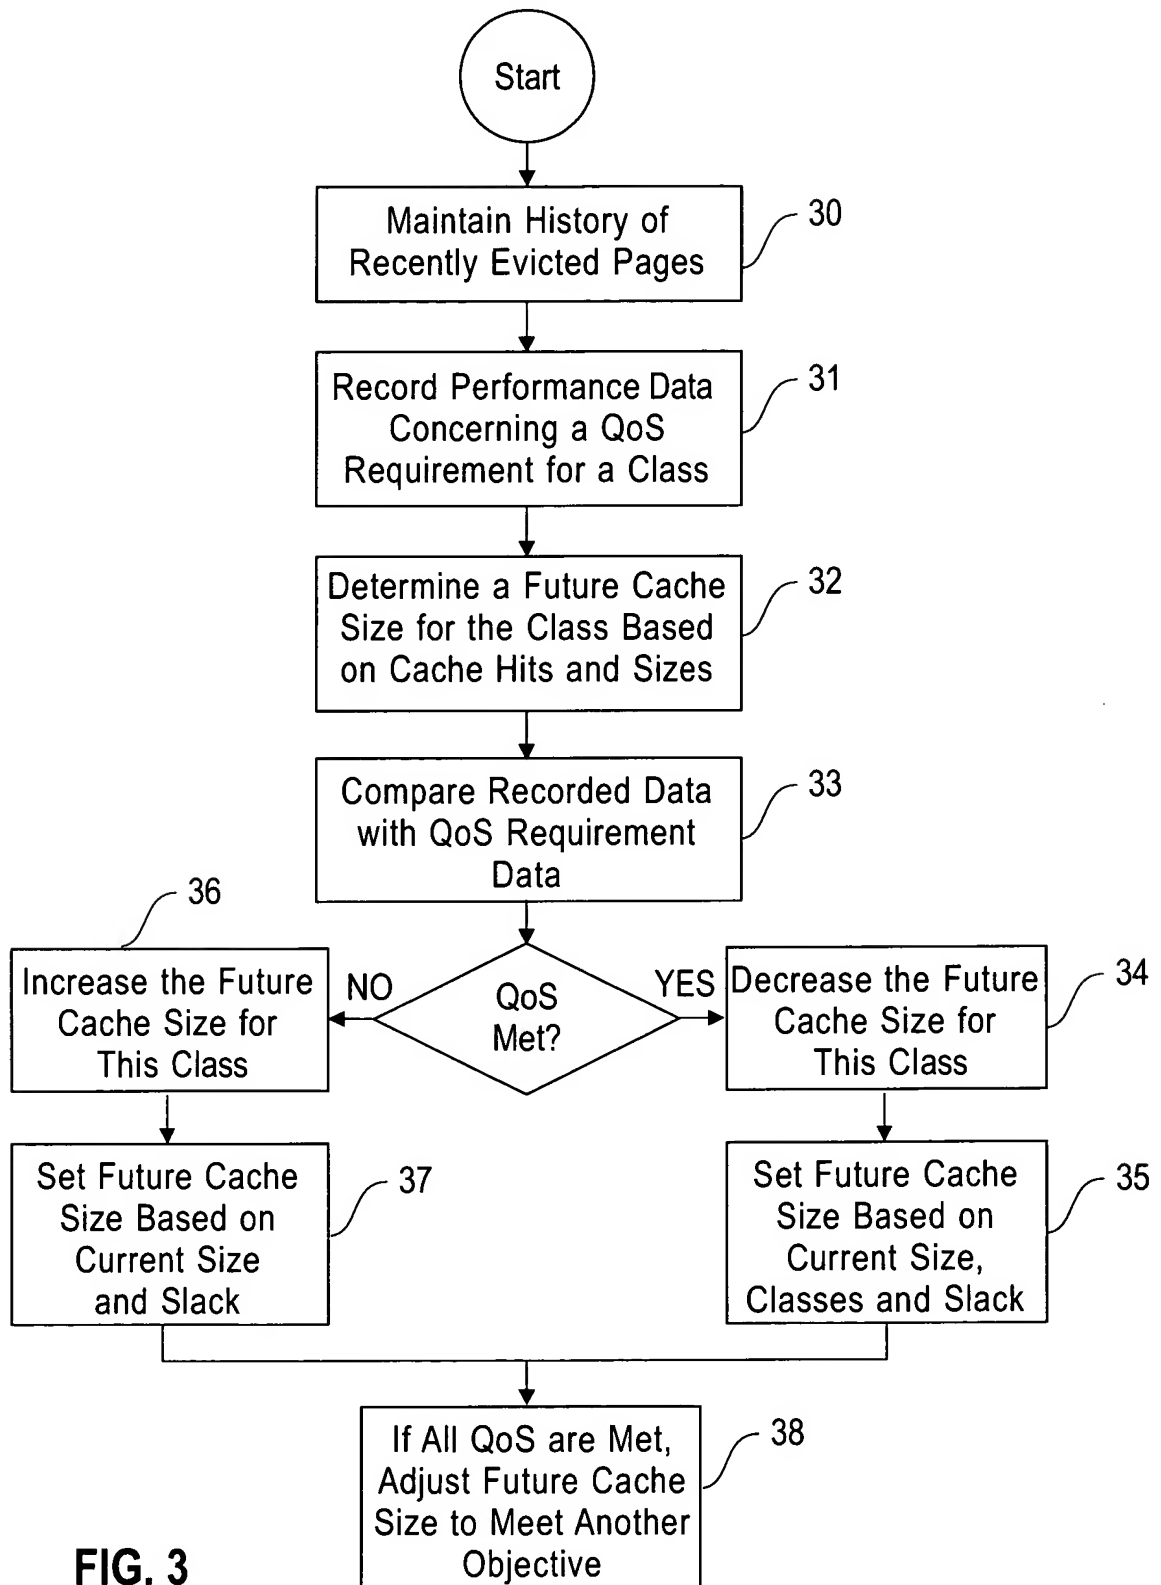 Start
Maintain History of
Recently Evicted Pages
30
Record Performance Data
Concerning a QoS
Requirement for a Class
31
Determine a Future Cache
Size for the Class Based
on Cache Hits and Sizes
32
Compare Recorded Data
with QoS Requirement
Data
33
36
Increase the Future
Cache Size for
This Class
NO
QoS
Met?
YES
Decrease the Future
Cache Size for
This Class
34
Set Future Cache
Size Based on
Current Size
and Slack
37
Set Future Cache
Size Based on
Current Size,
Classes and Slack
35
If All QoS are Met,
Adjust Future Cache
Size to Meet Another
Objective
38
FIG. 3